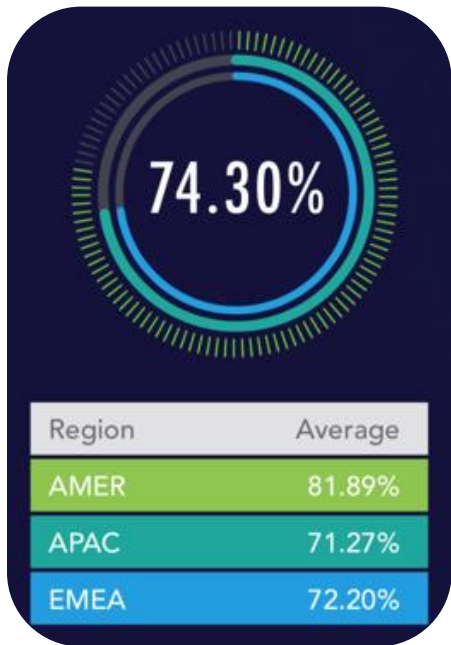 74.30%
Region Average
AMER 81.89%
APAC 71.27%
EMEA 72.20%